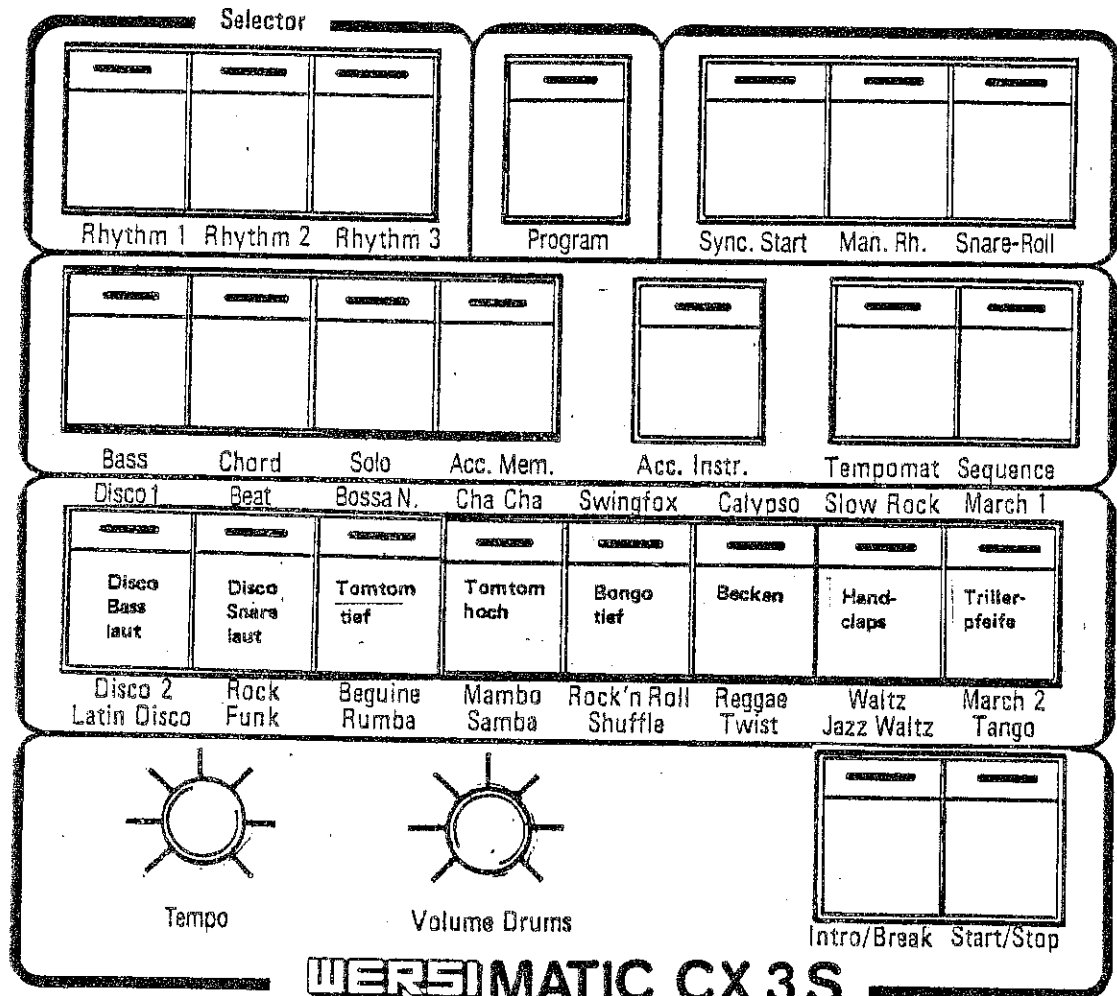 Selector
Rhythm 1 Rhythm 2 Rhythm 3 Program Sync. Start Man. Rh. Snare-Roll
Bass Chord Solo Acc. Mem. Acc. Instr. Tempomat Sequence
Disco 1 Beat Bossa N. Cha Cha Swingfox Calypso Slow Rock March 1
Disco
Bass
laut
Disco
Snare
laut
Tomtom
tief
Tomtom
hoch
Bongo
tief
Becken
Hand-
claps
Triller-
pfeife
Disco 2 Rock Beguine Mambo Rock'n Roll Reggae Waltz March 2
Latin Disco Funk Rumba Samba Shuffle Twist Jazz Waltz Tango
Tempo Volume Drums Intro/Break Start/Stop
WERSI MATIC CX 3 S